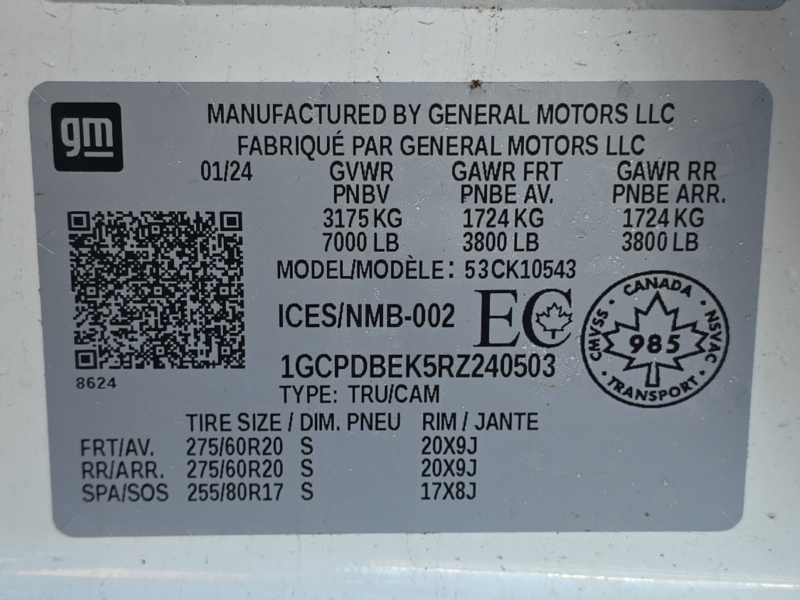 gm
MANUFACTURED BY GENERAL MOTORS LLC
FABRIQUÉ PAR GENERAL MOTORS LLC
01/24 GVWR GAWR FRT GAWR RR
PNBV PNBE AV. PNBE ARR.
3175 KG 1724 KG 1724 KG
7000 LB 3800 LB 3800 LB
MODEL/MODÈLE: 53CK10543
ICES/NMB-002 EC
CANADA
CMVSS 985 NSVAC
TRANSPORT
1GCPDBEK5RZ240503
8624
TYPE: TRU/CAM
TIRE SIZE / DIM. PNEU RIM / JANTE
FRT/AV. 275/60R20 S 20X9J
RR/ARR. 275/60R20 S 20X9J
SPA/SOS 255/80R17 S 17X8J